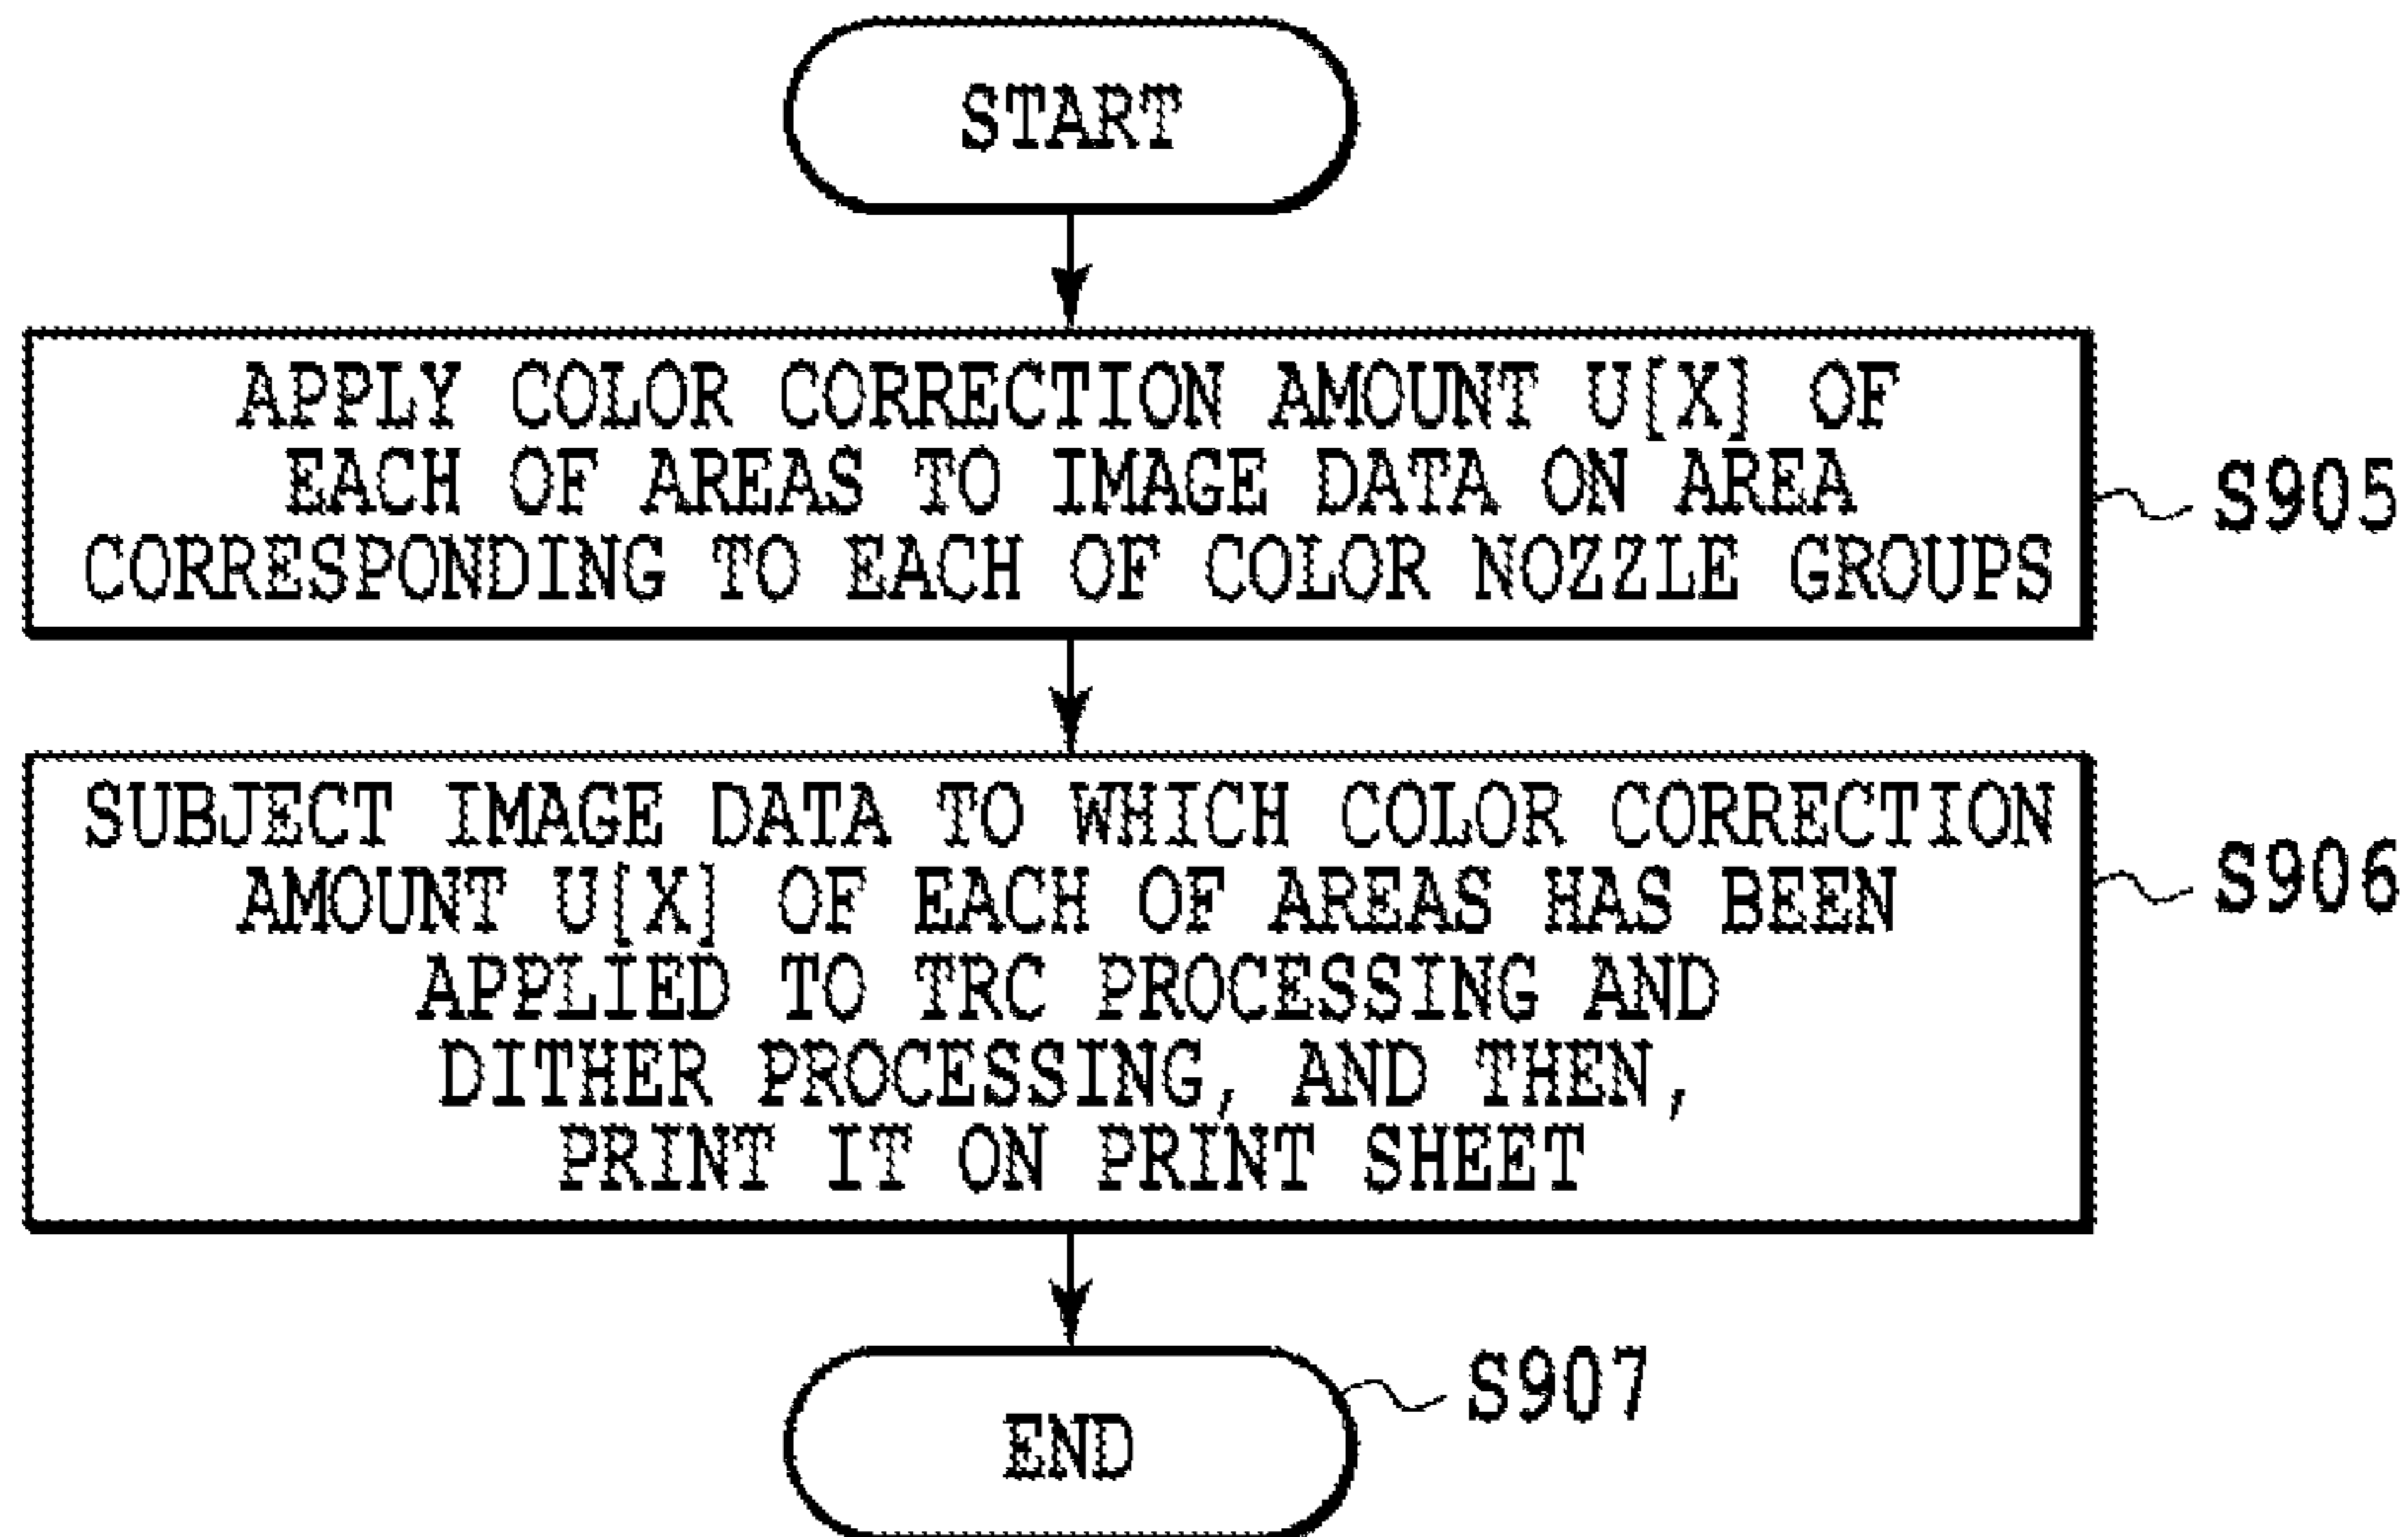 START
APPLY COLOR CORRECTION AMOUNT U[X] OF
EACH OF AREAS TO IMAGE DATA ON AREA
CORRESPONDING TO EACH OF COLOR NOZZLE GROUPS
S905
SUBJECT IMAGE DATA TO WHICH COLOR CORRECTION
AMOUNT U[X] OF EACH OF AREAS HAS BEEN
APPLIED TO TRC PROCESSING AND
DITHER PROCESSING, AND THEN,
PRINT IT ON PRINT SHEET
S906
END
S907